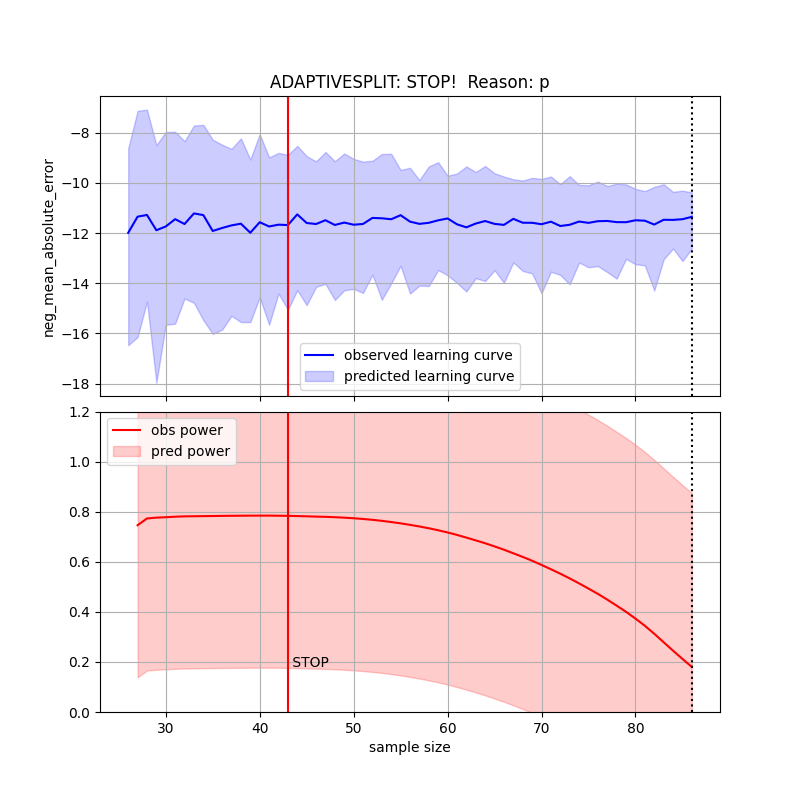 ADAPTIVESPLIT: STOP!  Reason: p
neg_mean_absolute_error
−8
−10
−12
−14
−16
−18
observed learning curve
predicted learning curve
obs power
pred power
1.2
1.0
0.8
0.6
0.4
0.2
0.0
STOP
30 40 50 60 70 80
sample size